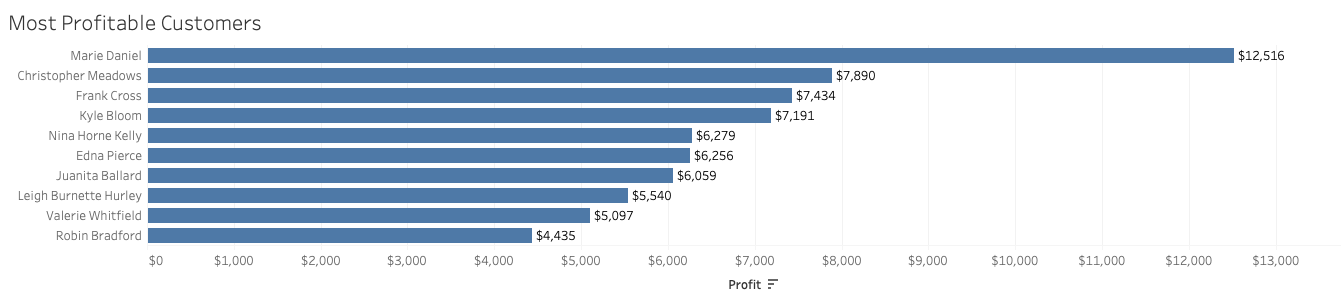 Most Profitable Customers
Marie Daniel $12,516
Christopher Meadows $7,890
Frank Cross $7,434
Kyle Bloom $7,191
Nina Horne Kelly $6,279
Edna Pierce $6,256
Juanita Ballard $6,059
Leigh Burnette Hurley $5,540
Valerie Whitfield $5,097
Robin Bradford $4,435
$0 $1,000 $2,000 $3,000 $4,000 $5,000 $6,000 $7,000 $8,000 $9,000 $10,000 $11,000 $12,000 $13,000
Profit